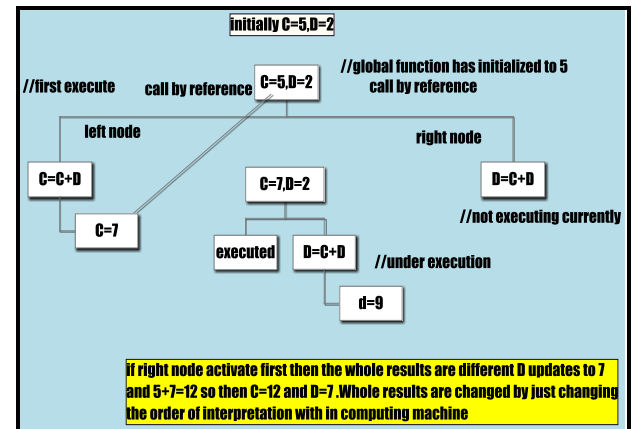 initially C=5,D=2
//global function has initialized to 5
call by reference
//first execute
call by reference
C=5,D=2
left node
right node
C=C+D
C=7,D=2
D=C+D
C=7
//not executing currently
executed
D=C+D
//under execution
d=9
if right node activate first then the whole results are different D updates to 7
and 5+7=12 so then C=12 and D=7 .Whole results are changed by just changing
the order of interpretation with in computing machine